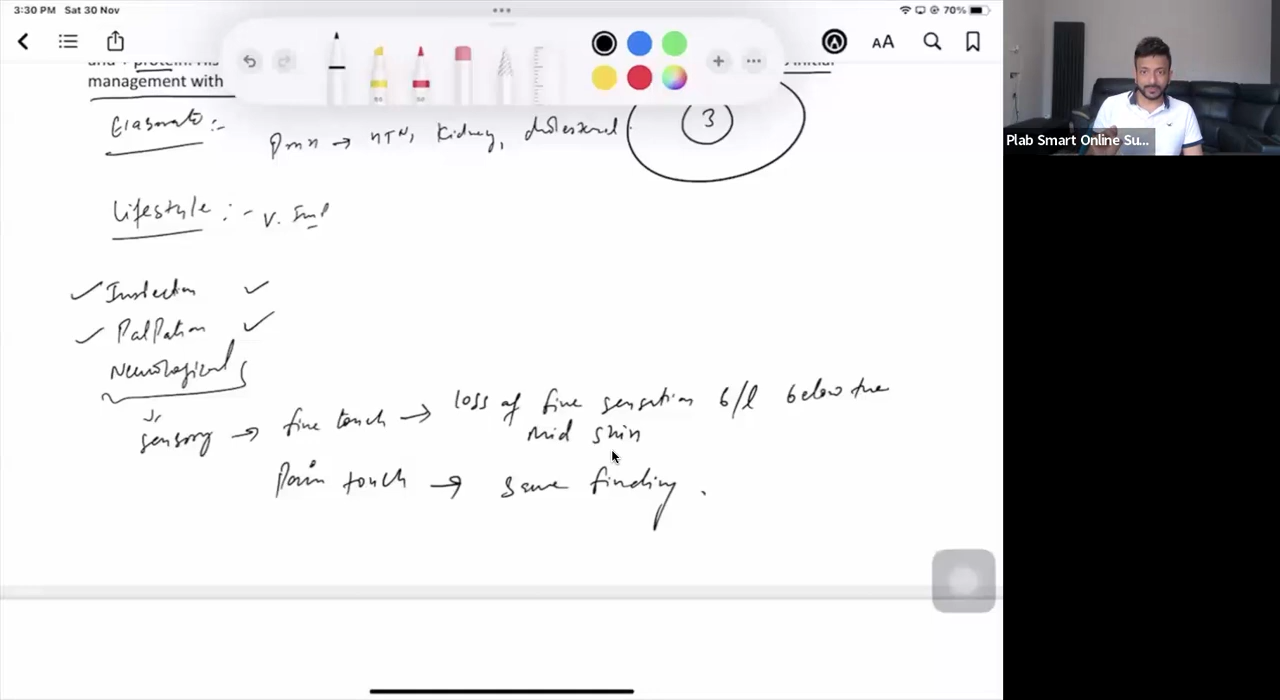 3:30 PM Sat 30 Nov
70%
AA
management with
initial
Elaborate :-
Pmh → HTN, Kidney, cholesterol
3
Lifestyle :- V. Imp
Inspection
Palpation
Neurological
sensory → fine touch → loss of fine sensation b/l below the
mid shin
Pain touch → same finding.
Plab Smart Online Su...